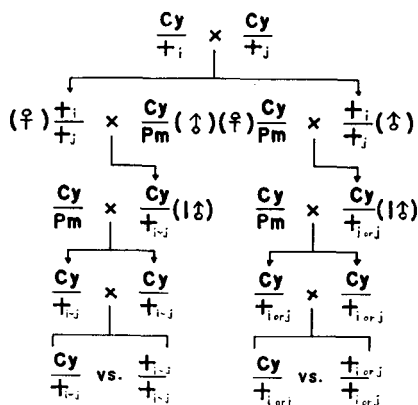 Cy/+i × Cy/+j
(♀) +i/+j × Cy/Pm (♂) (♀) Cy/Pm × +i/+j (♂)
Cy/Pm × Cy/+i~j (1♂) Cy/Pm × Cy/+i or j (1♂)
Cy/+i~j × Cy/+i~j Cy/+i or j × Cy/+i or j
Cy/+i~j vs. +i~j/+i~j Cy/+i or j vs. +i or j/+i or j